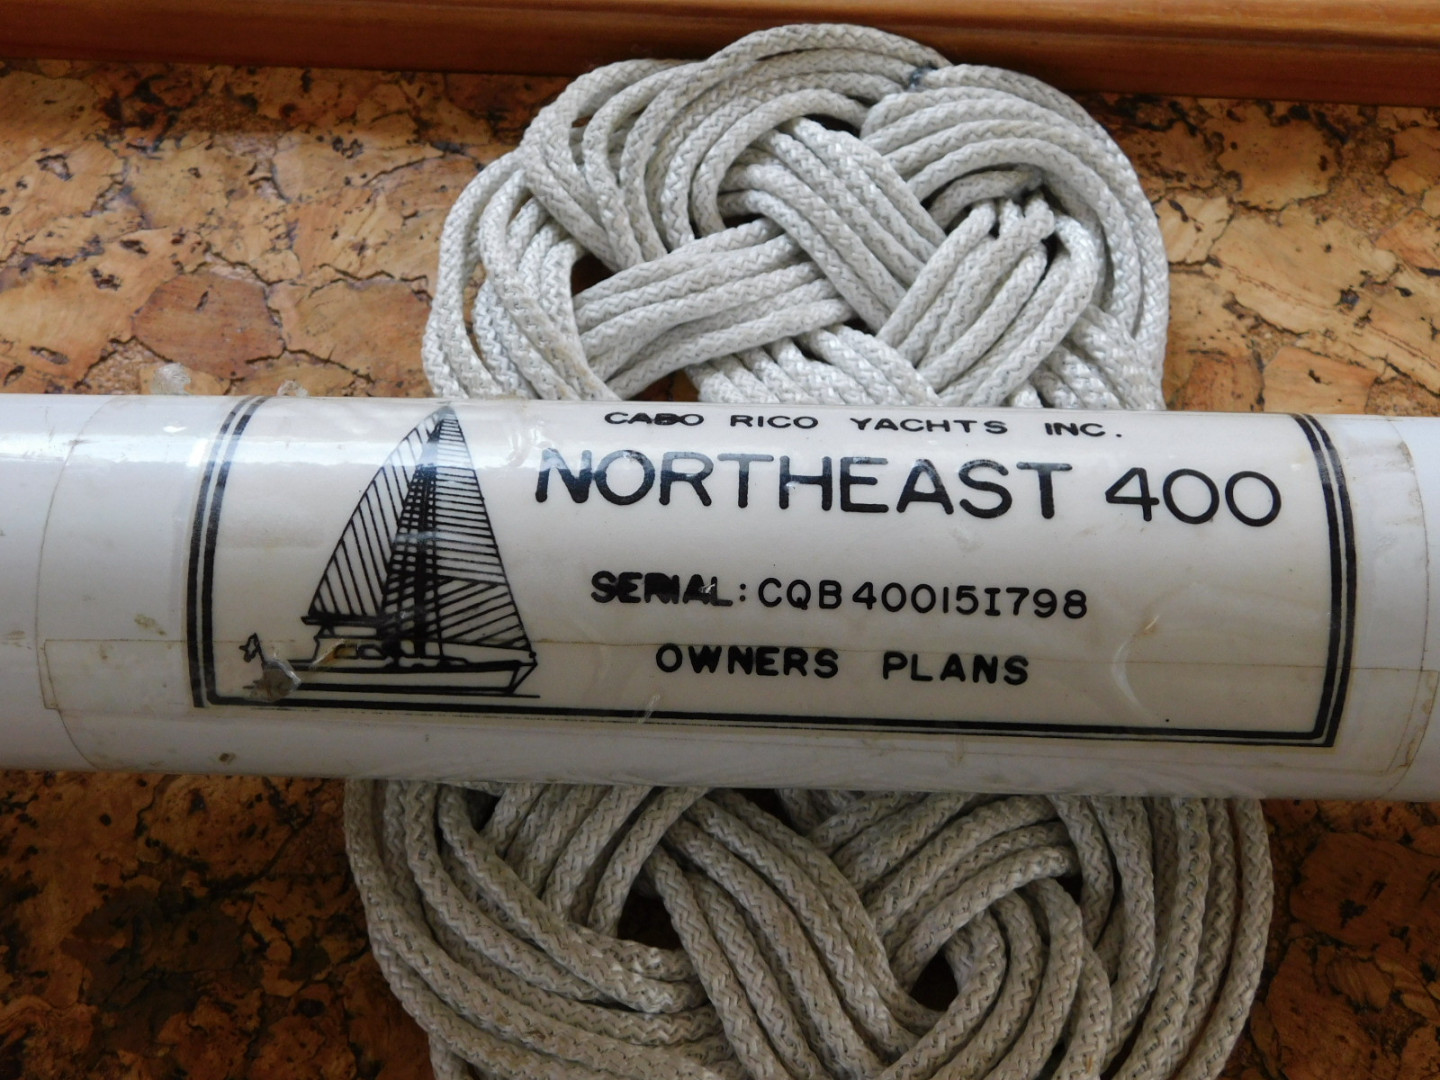 CABO RICO YACHTS INC.
NORTHEAST 400
SERIAL: CQB40015I798
OWNERS PLANS